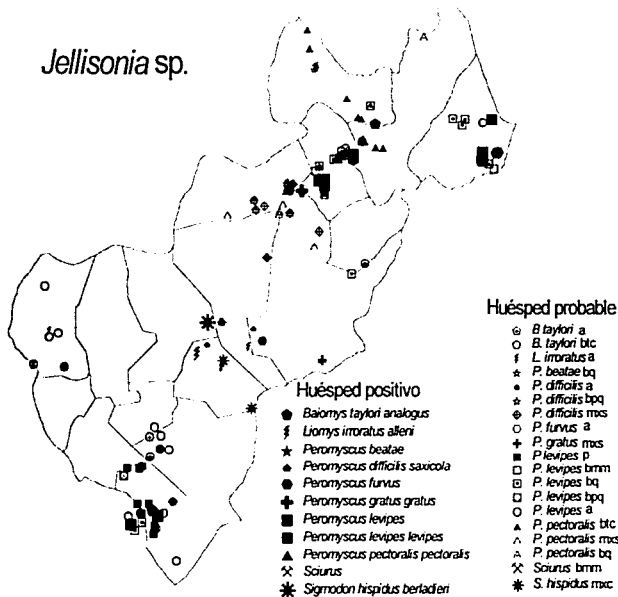 Jellisonia sp.
Huésped positivo
Baiomys taylori analogus
Liomys irroratus alleni
Peromyscus beatae
Peromyscus difficilis saxicola
Peromyscus furvus
Peromyscus gratus gratus
Peromyscus levipes
Peromyscus levipes levipes
Peromyscus pectoralis pectoralis
Sciurus
Sigmodon hispidus berladieri
Huésped probable
B taylori a
B. taylori btc
L. irroratus a
P. beatae bq
P. difficilis a
P. difficilis bpq
P. difficilis mxs
P. furvus a
P. gratus mxs
P levipes p
P. levipes bmm
P. levipes bq
P. levipes bpq
P. levipes a
P. pectoralis btc
P. pectoralis mxs
P. pectoralis bq
Sciurus bmm
S. hispidus mxc